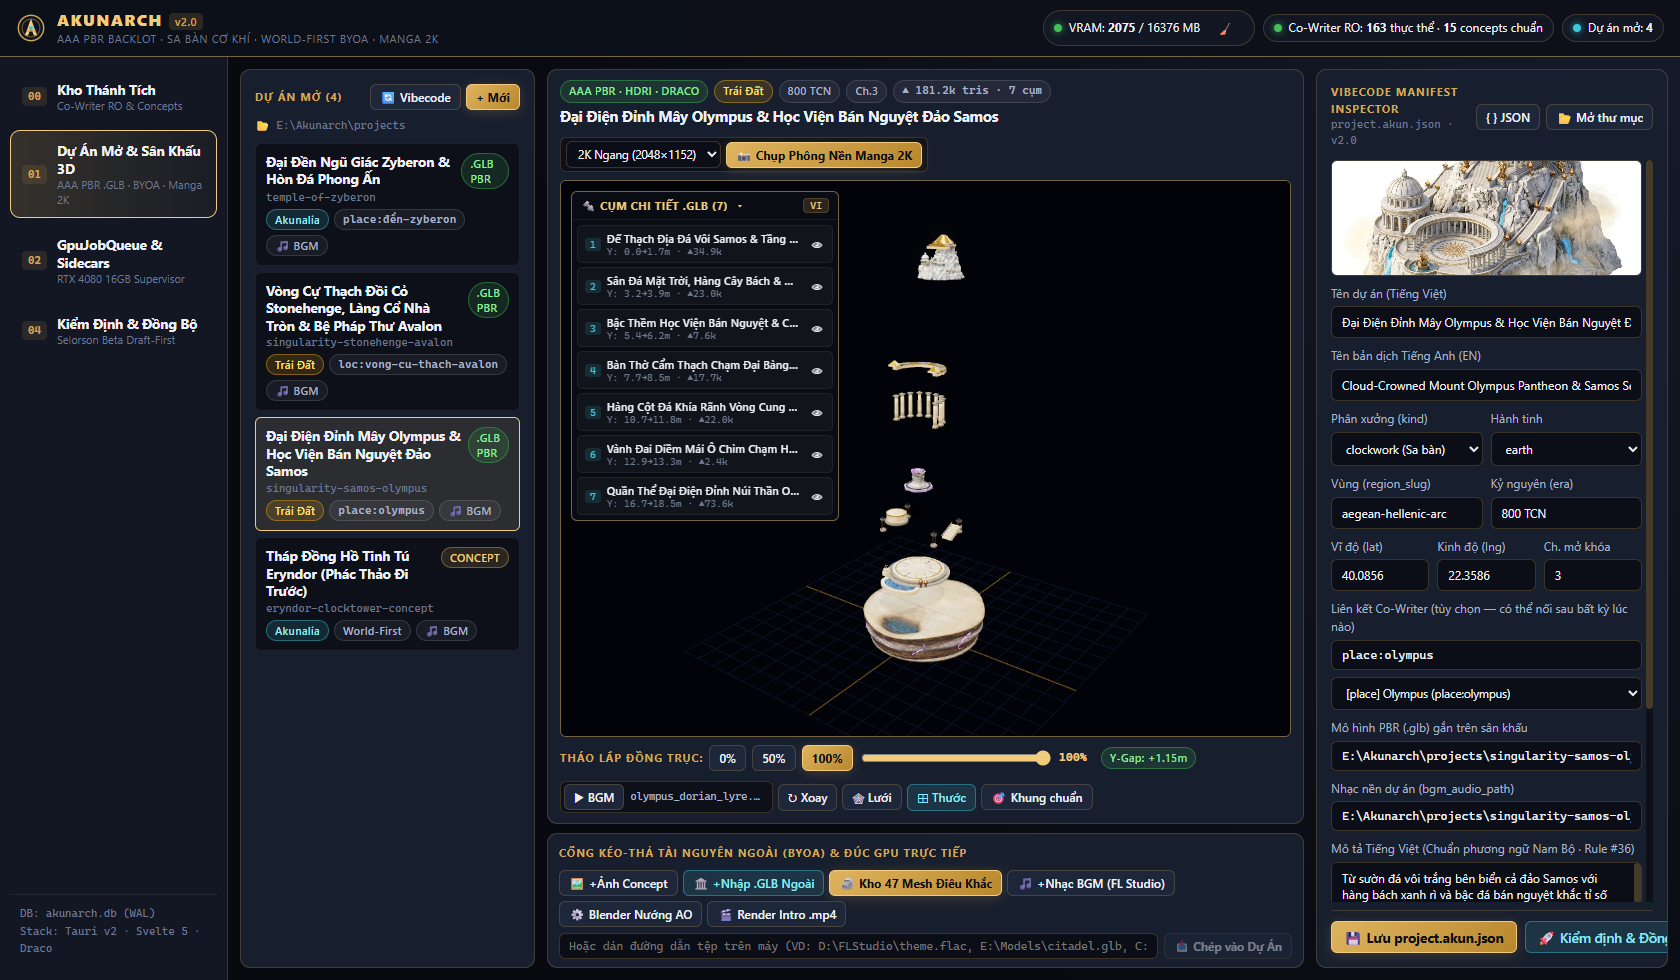 AKUNARCH v2.0
AAA PBR BACKLOT · SA BÀN CƠ KHÍ · WORLD-FIRST BYOA · MANGA 2K
VRAM: 2075 / 16376 MB
Co-Writer RO: 163 thực thể · 15 concepts chuẩn
Dự án mở: 4
00 Kho Thánh Tích
Co-Writer RO & Concepts
01 Dự Án Mở & Sân Khấu 3D
AAA PBR .GLB · BYOA · Manga 2K
02 GpuJobQueue & Sidecars
RTX 4080 16GB Supervisor
04 Kiểm Định & Đồng Bộ
Selorson Beta Draft-First
DB: akunarch.db (WAL)
Stack: Tauri v2 · Svelte 5 · Draco
DỰ ÁN MỞ (4)
Vibecode
+ Mới
E:\Akunarch\projects
Đại Đền Ngũ Giác Zyberon & Hòn Đá Phong Ấn
.GLB PBR
temple-of-zyberon
Akunalia
place:đền-zyberon
BGM
Vòng Cự Thạch Đồi Cỏ Stonehenge, Làng Cổ Nhà Tròn & Bệ Pháp Thư Avalon
.GLB PBR
singularity-stonehenge-avalon
Trái Đất
loc:vong-cu-thach-avalon
BGM
Đại Điện Đỉnh Mây Olympus & Học Viện Bán Nguyệt Đảo Samos
.GLB PBR
singularity-samos-olympus
Trái Đất
place:olympus
BGM
Tháp Đồng Hồ Tinh Tú Eryndor (Phác Thảo Đi Trước)
CONCEPT
eryndor-clocktower-concept
Akunalia
World-First
BGM
AAA PBR · HDRI · DRACO
Trái Đất
800 TCN
Ch.3
▲ 181.2k tris · 7 cụm
Đại Điện Đỉnh Mây Olympus & Học Viện Bán Nguyệt Đảo Samos
2K Ngang (2048×1152)
Chụp Phông Nền Manga 2K
CỤM CHI TIẾT .GLB (7)
VI
1 Đế Thạch Địa Đá Vôi Samos & Tầng ...
Y: 0.0→1.7m · ▲34.9k
2 Sân Đá Mặt Trời, Hàng Cây Bách & ...
Y: 3.2→3.9m · ▲23.0k
3 Bậc Thềm Học Viện Bán Nguyệt & C...
Y: 5.4→6.2m · ▲7.6k
4 Bàn Thờ Cẩm Thạch Chạm Đại Bàng...
Y: 7.7→8.5m · ▲17.7k
5 Hàng Cột Đá Khía Rãnh Vòng Cung ...
Y: 10.7→11.8m · ▲22.0k
6 Vành Đai Diềm Mái Ô Chìm Chạm H...
Y: 12.9→13.3m · ▲2.4k
7 Quần Thể Đại Điện Đỉnh Núi Thần O...
Y: 16.7→18.5m · ▲73.6k
THÁO LẮP ĐỒNG TRỤC:
0%
50%
100%
100%
Y-Gap: +1.15m
▶ BGM
olympus_dorian_lyre....
↻ Xoay
Lưới
Thước
Khung chuẩn
CỔNG KÉO-THẢ TÀI NGUYÊN NGOÀI (BYOA) & ĐÚC GPU TRỰC TIẾP
+Ảnh Concept
+Nhập .GLB Ngoài
Kho 47 Mesh Điêu Khắc
+Nhạc BGM (FL Studio)
Blender Nướng AO
Render Intro .mp4
Hoặc dán đường dẫn tệp trên máy (VD: D:\FLStudio\theme.flac, E:\Models\citadel.glb, C:
Chép vào Dự Án
VIBECODE MANIFEST INSPECTOR
project.akun.json · v2.0
{ } JSON
Mở thư mục
Tên dự án (Tiếng Việt)
Đại Điện Đỉnh Mây Olympus & Học Viện Bán Nguyệt Đ
Tên bản dịch Tiếng Anh (EN)
Cloud-Crowned Mount Olympus Pantheon & Samos Se
Phân xưởng (kind)
Hành tinh
clockwork (Sa bàn)
earth
Vùng (region_slug)
Kỷ nguyên (era)
aegean-hellenic-arc
800 TCN
Vĩ độ (lat)
Kinh độ (lng)
Ch. mở khóa
40.0856
22.3586
3
Liên kết Co-Writer (tùy chọn — có thể nối sau bất kỳ lúc nào)
place:olympus
[place] Olympus (place:olympus)
Mô hình PBR (.glb) gắn trên sân khấu
E:\Akunarch\projects\singularity-samos-ol
Nhạc nền dự án (bgm_audio_path)
E:\Akunarch\projects\singularity-samos-ol
Mô tả Tiếng Việt (Chuẩn phương ngữ Nam Bộ · Rule #36)
Từ sườn đá vôi trắng bên biển cả đảo Samos với
hàng bách xanh rì và bậc đá bán nguyệt khắc tỉ số
Lưu project.akun.json
Kiểm định & Đồng